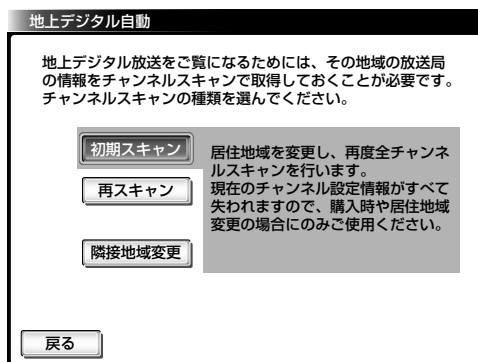 地上デジタル自動
地上デジタル放送をご覧になるためには、その地域の放送局
の情報をチャンネルスキャンで取得しておくことが必要です。
チャンネルスキャンの種類を選んでください。
初期スキャン
再スキャン
隣接地域変更
居住地域を変更し、再度全チャンネ
ルスキャンを行います。
現在のチャンネル設定情報がすべて
失われますので、購入時や居住地域
変更の場合にのみご使用ください。
戻る